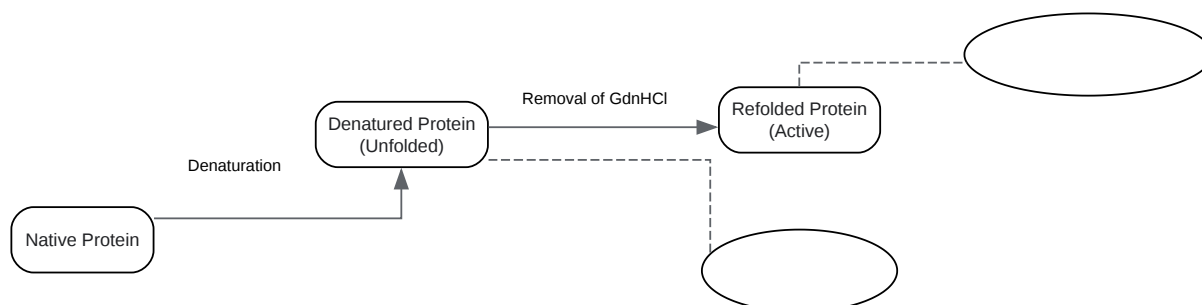 Native Protein
Denaturation
Denatured Protein
(Unfolded)
Removal of GdnHCl
Refolded Protein
(Active)